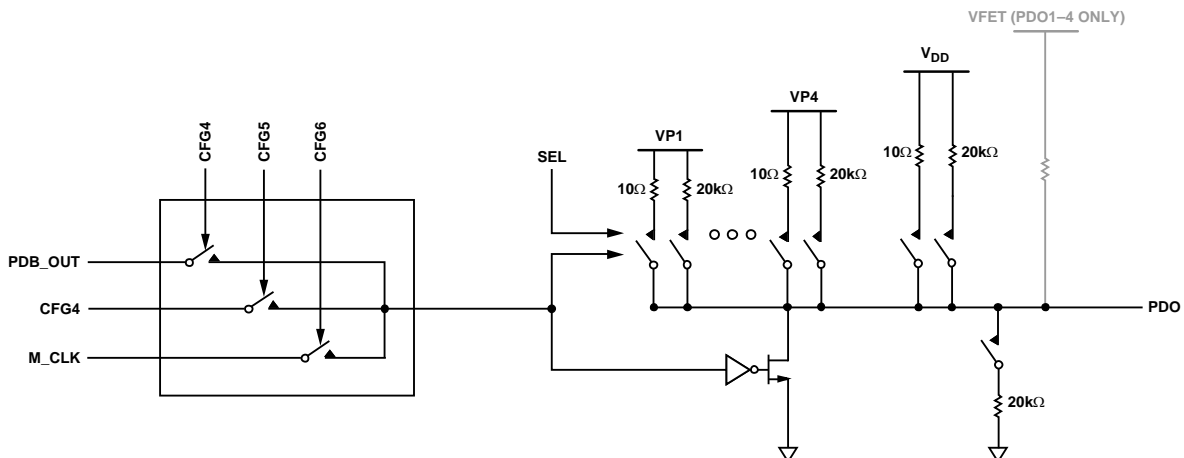 VFET (PDO1–4 ONLY)
VDD
VP4
VP1
CFG4
CFG5
CFG6
SEL
10Ω
20kΩ
10Ω
20kΩ
10Ω
20kΩ
PDB_OUT
CFG4
M_CLK
PDO
20kΩ